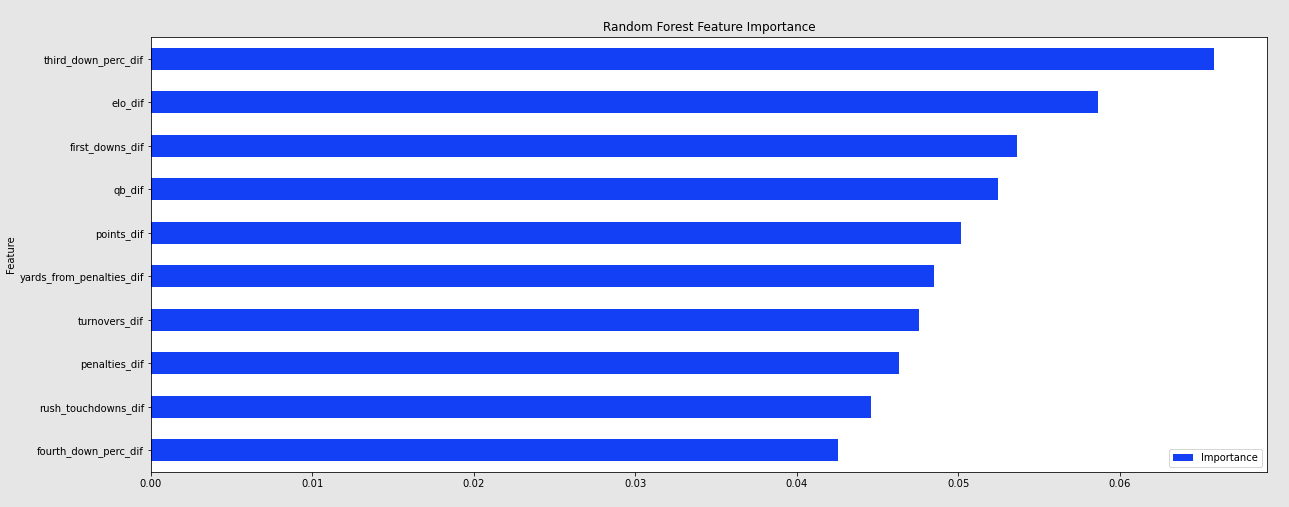 Random Forest Feature Importance
Feature
third_down_perc_dif
elo_dif
first_downs_dif
qb_dif
points_dif
yards_from_penalties_dif
turnovers_dif
penalties_dif
rush_touchdowns_dif
fourth_down_perc_dif
Importance
0.00 0.01 0.02 0.03 0.04 0.05 0.06